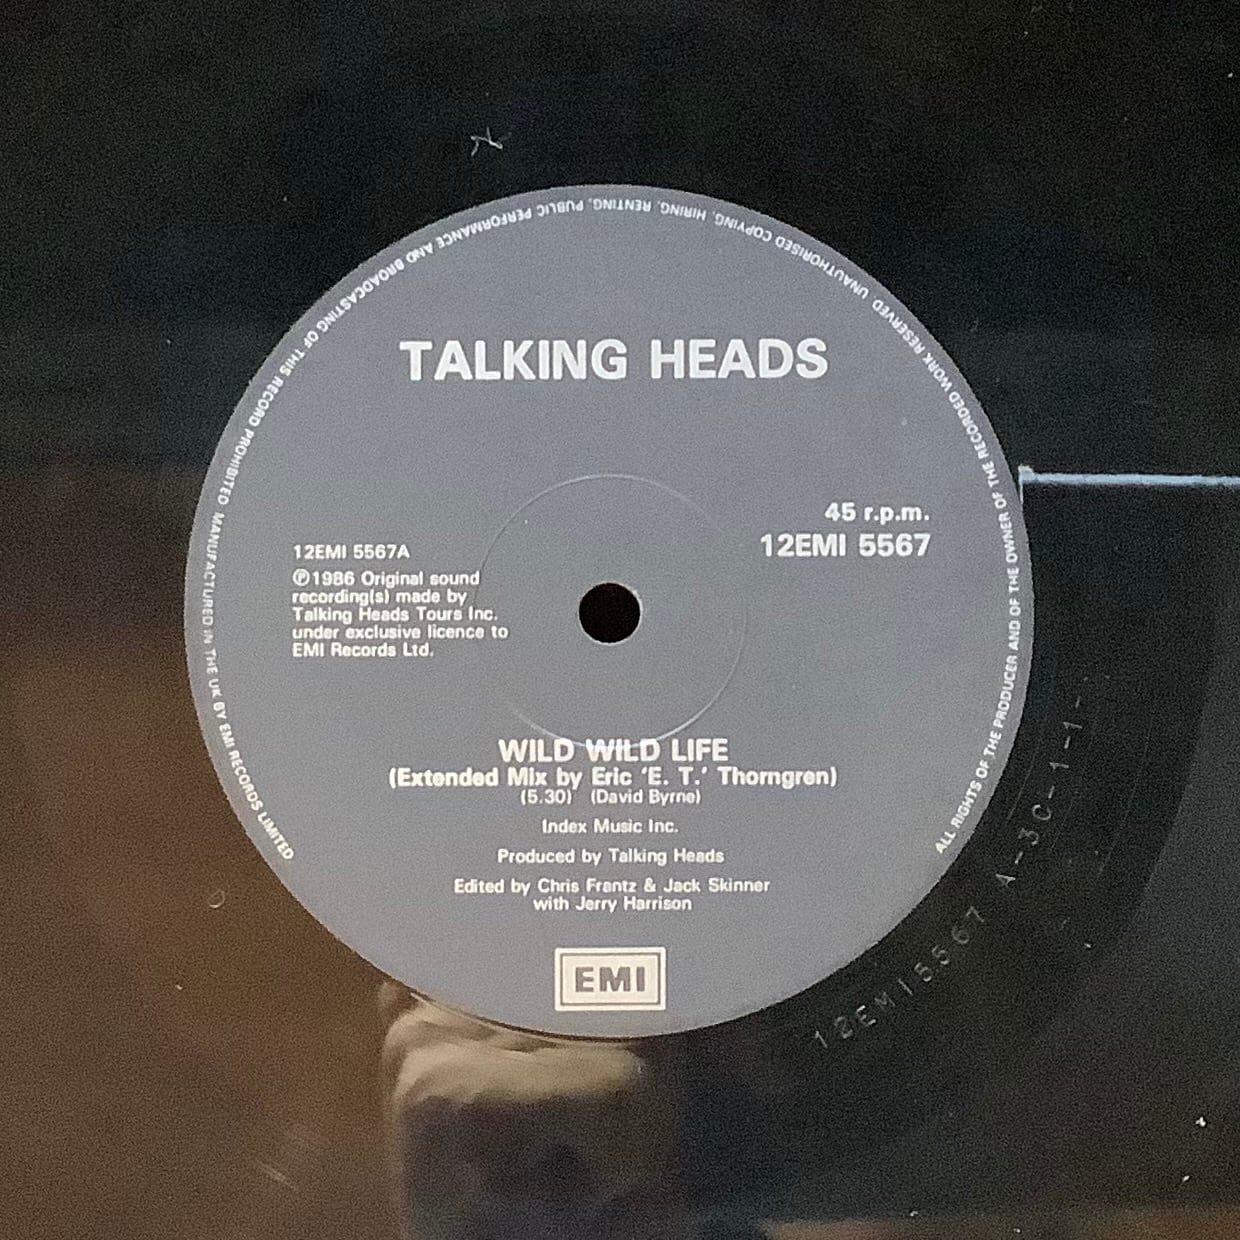 TALKING HEADS
45 r.p.m.
12EMI 5567
12EMI 5567A
Ⓟ1986 Original sound
recording(s) made by
Talking Heads Tours Inc.
under exclusive licence to
EMI Records Ltd.
WILD WILD LIFE
(Extended Mix by Eric ‘E. T.’ Thorngren)
(5.30) (David Byrne)
Index Music Inc.
Produced by Talking Heads
Edited by Chris Frantz & Jack Skinner
with Jerry Harrison
EMI
ALL RIGHTS OF THE PRODUCER AND OF THE OWNER OF THE RECORDED WORK RESERVED UNAUTHORISED COPYING, HIRING, RENTING, PUBLIC PERFORMANCE AND BROADCASTING OF THIS RECORD PROHIBITED MANUFACTURED IN THE UK BY EMI RECORDS LIMITED
12EMI5567 A-3C-1-1-